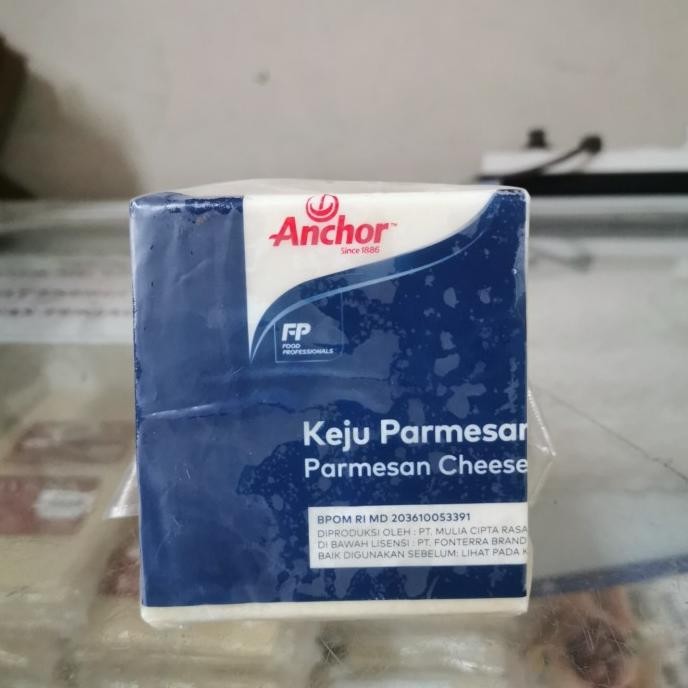 Anchor™
Since 1886
FP
FOOD
PROFESSIONALS
Keju Parmesan
Parmesan Cheese
BPOM RI MD 203610053391
DIPRODUKSI OLEH : PT. MULIA CIPTA RASA
DI BAWAH LISENSI : PT. FONTERRA BRAND
BAIK DIGUNAKAN SEBELUM: LIHAT PADA K